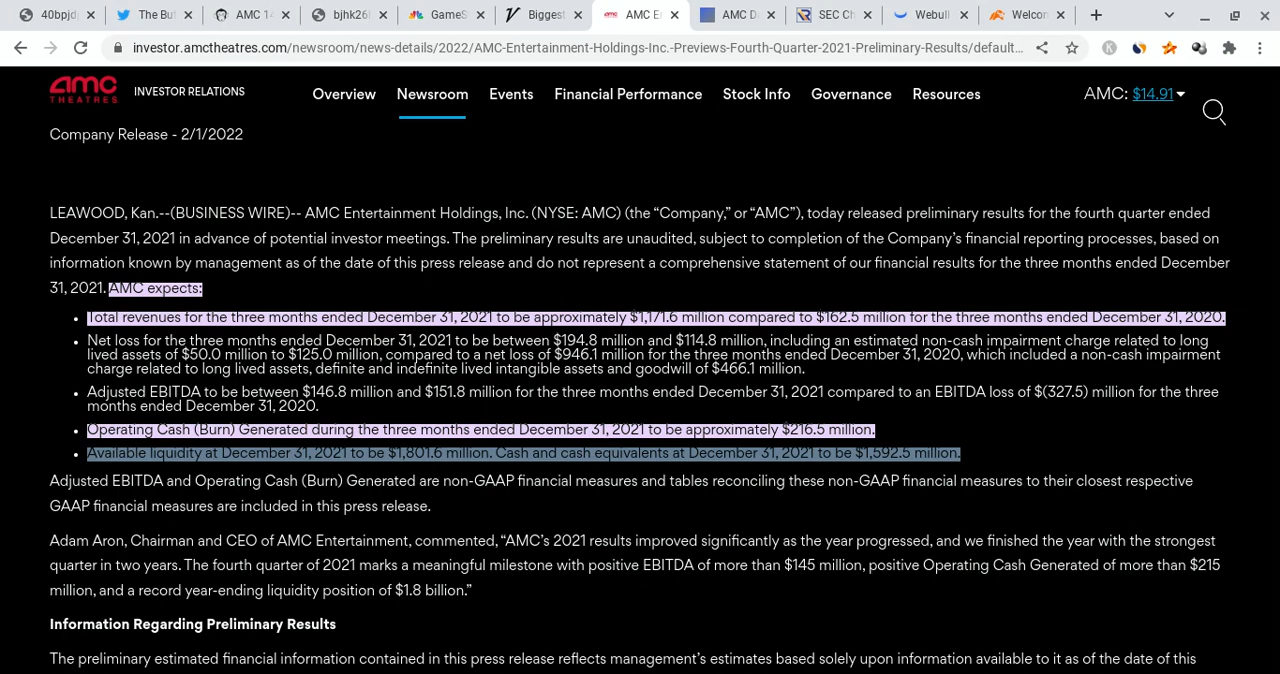 40bpjdj
The But
AMC 14
bjhk26l
GameS
Biggest
AMC E
AMC D
SEC Ch
Webull
Welcom
investor.amctheatres.com/newsroom/news-details/2022/AMC-Entertainment-Holdings-Inc.-Previews-Fourth-Quarter-2021-Preliminary-Results/default...
amc THEATRES INVESTOR RELATIONS Overview Newsroom Events Financial Performance Stock Info Governance Resources AMC: $14.91
Company Release - 2/1/2022
LEAWOOD, Kan.--(BUSINESS WIRE)-- AMC Entertainment Holdings, Inc. (NYSE: AMC) (the “Company,” or “AMC”), today released preliminary results for the fourth quarter ended
December 31, 2021 in advance of potential investor meetings. The preliminary results are unaudited, subject to completion of the Company’s financial reporting processes, based on
information known by management as of the date of this press release and do not represent a comprehensive statement of our financial results for the three months ended December
31, 2021. AMC expects:
• Total revenues for the three months ended December 31, 2021 to be approximately $1,171.6 million compared to $162.5 million for the three months ended December 31, 2020.
• Net loss for the three months ended December 31, 2021 to be between $194.8 million and $114.8 million, including an estimated non-cash impairment charge related to long
lived assets of $50.0 million to $125.0 million, compared to a net loss of $946.1 million for the three months ended December 31, 2020, which included a non-cash impairment
charge related to long lived assets, definite and indefinite lived intangible assets and goodwill of $466.1 million.
• Adjusted EBITDA to be between $146.8 million and $151.8 million for the three months ended December 31, 2021 compared to an EBITDA loss of $(327.5) million for the three
months ended December 31, 2020.
• Operating Cash (Burn) Generated during the three months ended December 31, 2021 to be approximately $216.5 million.
• Available liquidity at December 31, 2021 to be $1,801.6 million. Cash and cash equivalents at December 31, 2021 to be $1,592.5 million.
Adjusted EBITDA and Operating Cash (Burn) Generated are non-GAAP financial measures and tables reconciling these non-GAAP financial measures to their closest respective
GAAP financial measures are included in this press release.
Adam Aron, Chairman and CEO of AMC Entertainment, commented, “AMC’s 2021 results improved significantly as the year progressed, and we finished the year with the strongest
quarter in two years. The fourth quarter of 2021 marks a meaningful milestone with positive EBITDA of more than $145 million, positive Operating Cash Generated of more than $215
million, and a record year-ending liquidity position of $1.8 billion.”
Information Regarding Preliminary Results
The preliminary estimated financial information contained in this press release reflects management’s estimates based solely upon information available to it as of the date of this